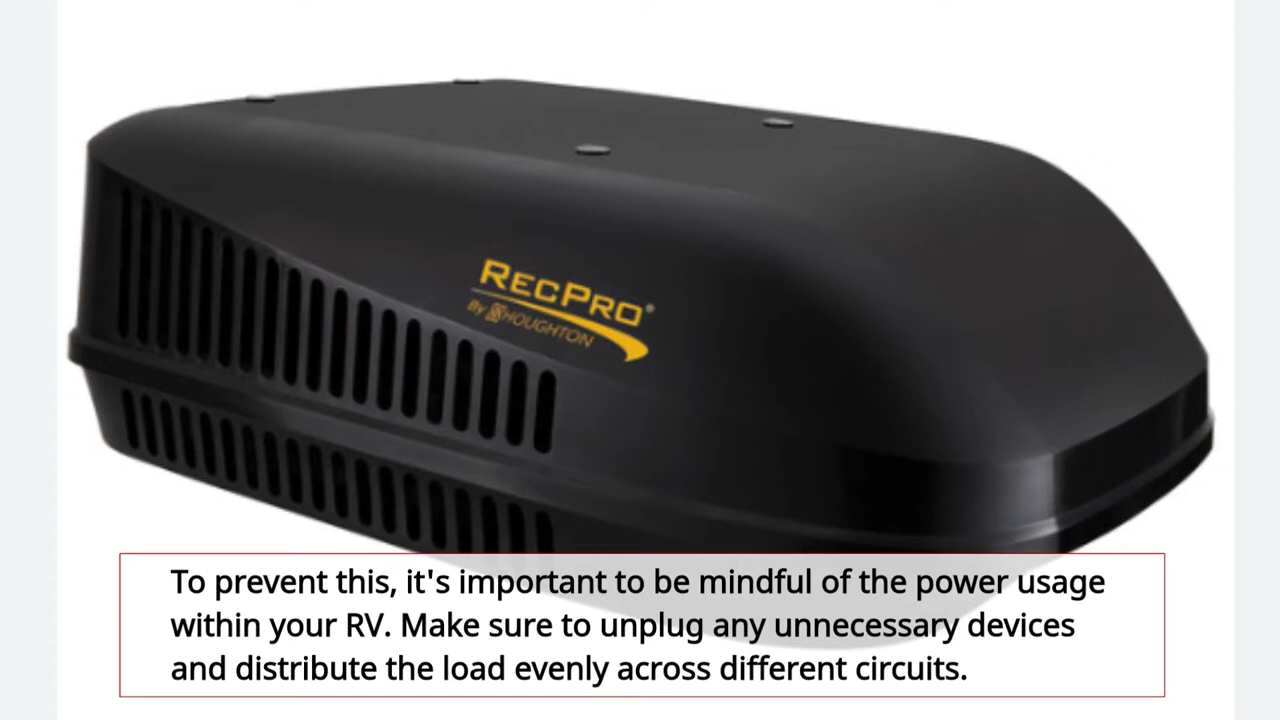 RECPRO®
By HOUGHTON
To prevent this, it's important to be mindful of the power usage
within your RV. Make sure to unplug any unnecessary devices
and distribute the load evenly across different circuits.